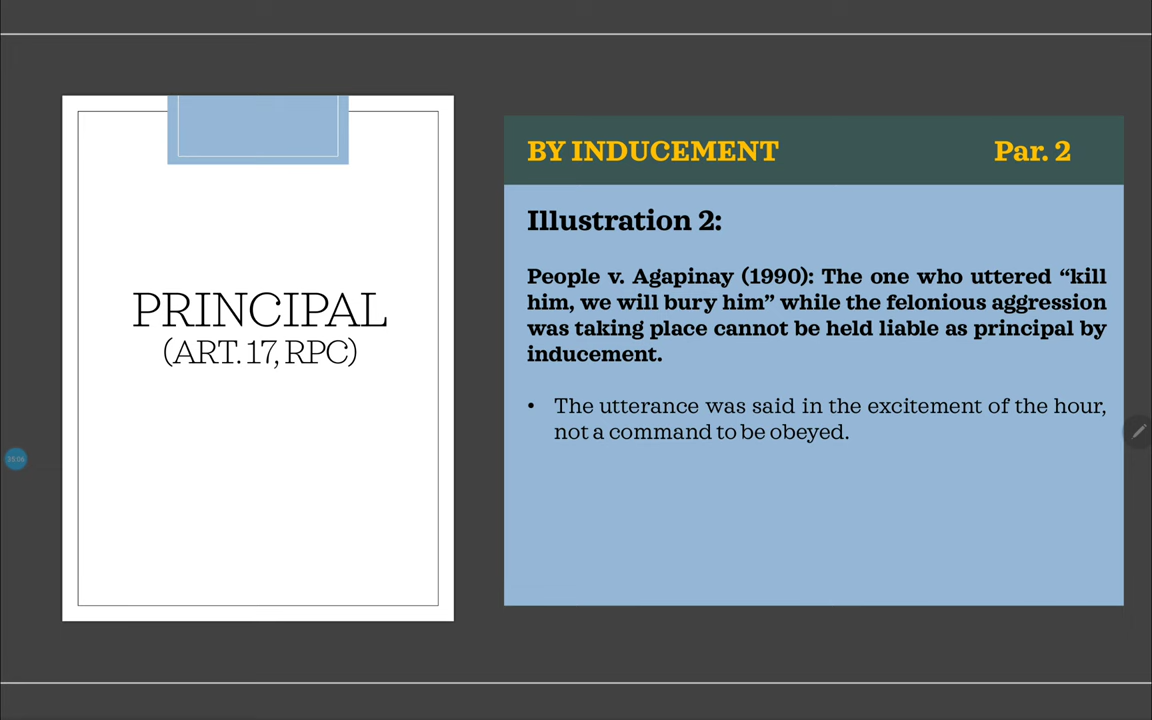 PRINCIPAL
(ART. 17, RPC)
BY INDUCEMENT Par. 2
Illustration 2:
People v. Agapinay (1990): The one who uttered “kill
him, we will bury him” while the felonious aggression
was taking place cannot be held liable as principal by
inducement.
• The utterance was said in the excitement of the hour,
not a command to be obeyed.
39:06